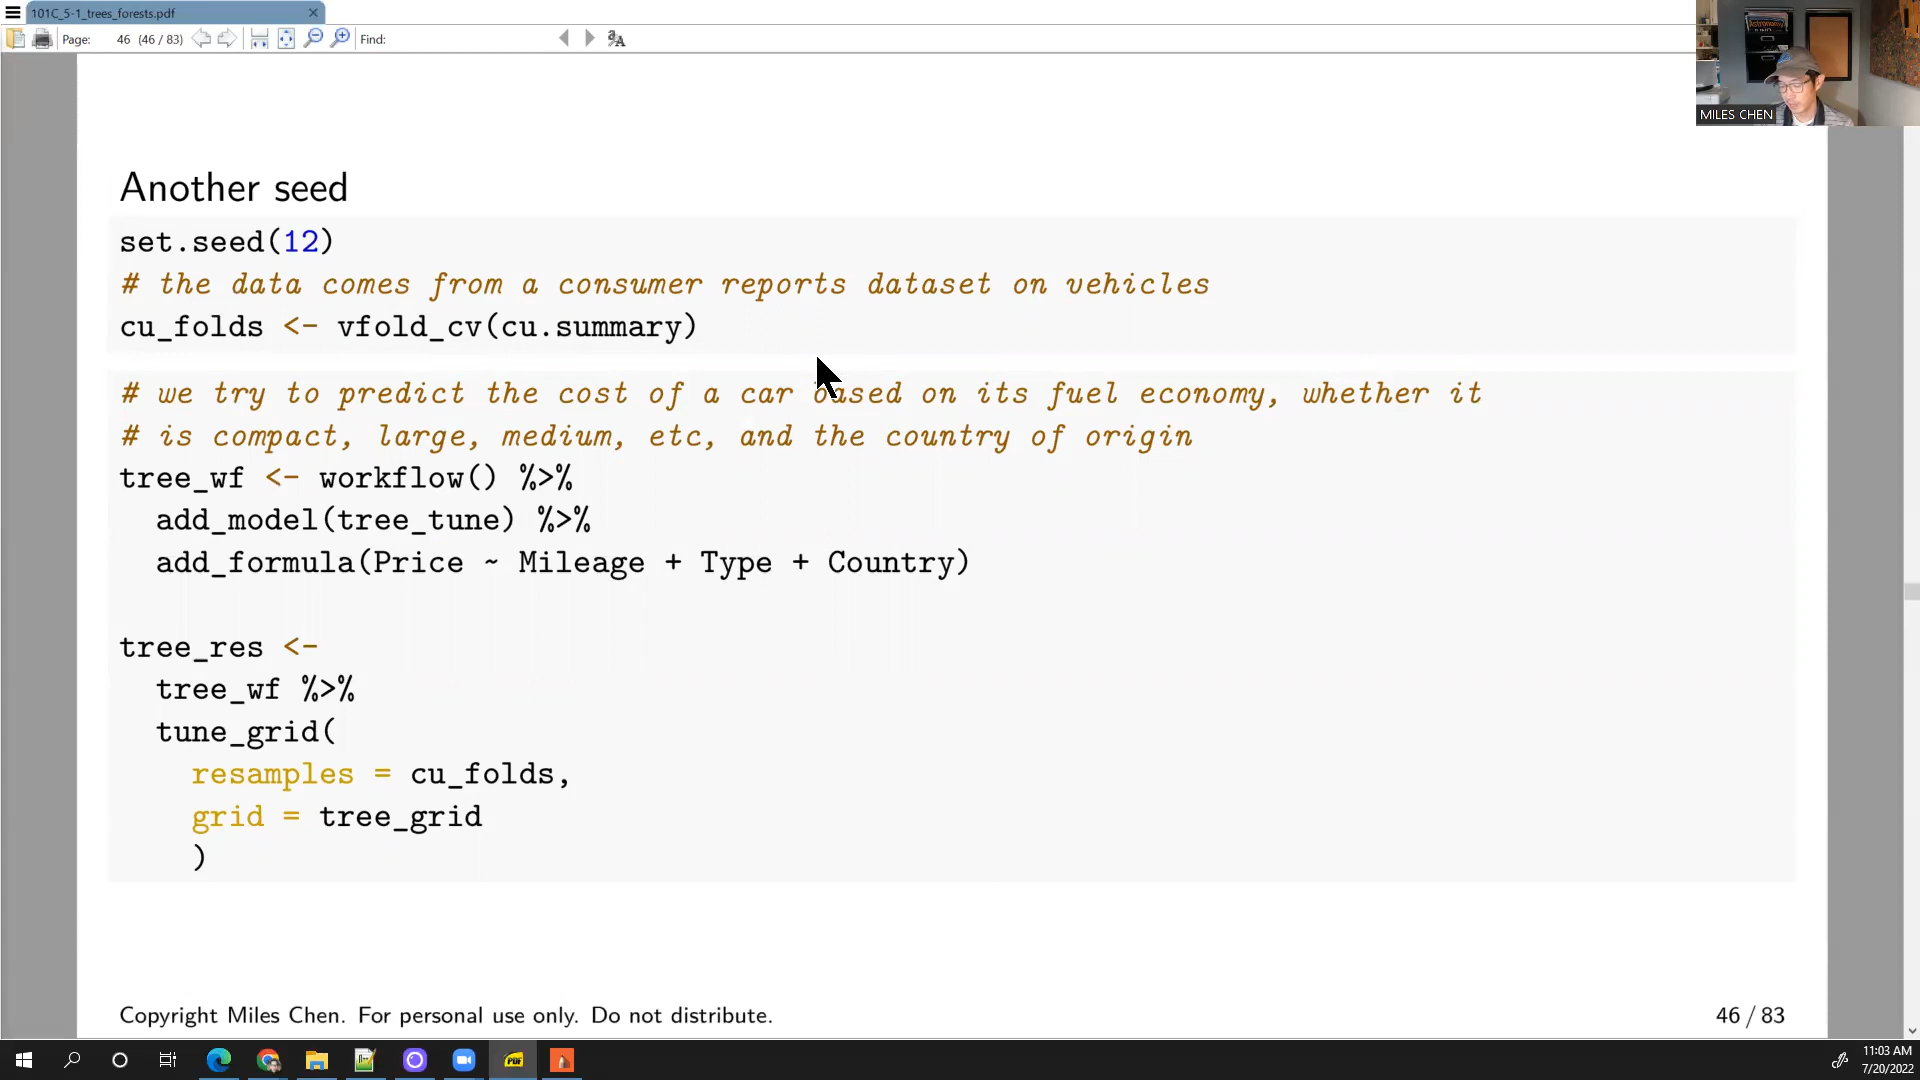 101C_5-1_trees_forests.pdf
Page: 46 (46 / 83) Find:
MILES CHEN
Another seed
set.seed(12)
# the data comes from a consumer reports dataset on vehicles
cu_folds <- vfold_cv(cu.summary)
# we try to predict the cost of a car based on its fuel economy, whether it
# is compact, large, medium, etc, and the country of origin
tree_wf <- workflow() %>%
  add_model(tree_tune) %>%
  add_formula(Price ~ Mileage + Type + Country)
tree_res <-
  tree_wf %>%
  tune_grid(
    resamples = cu_folds,
    grid = tree_grid
    )
Copyright Miles Chen. For personal use only. Do not distribute.
46 / 83
PDF
11:03 AM
7/20/2022